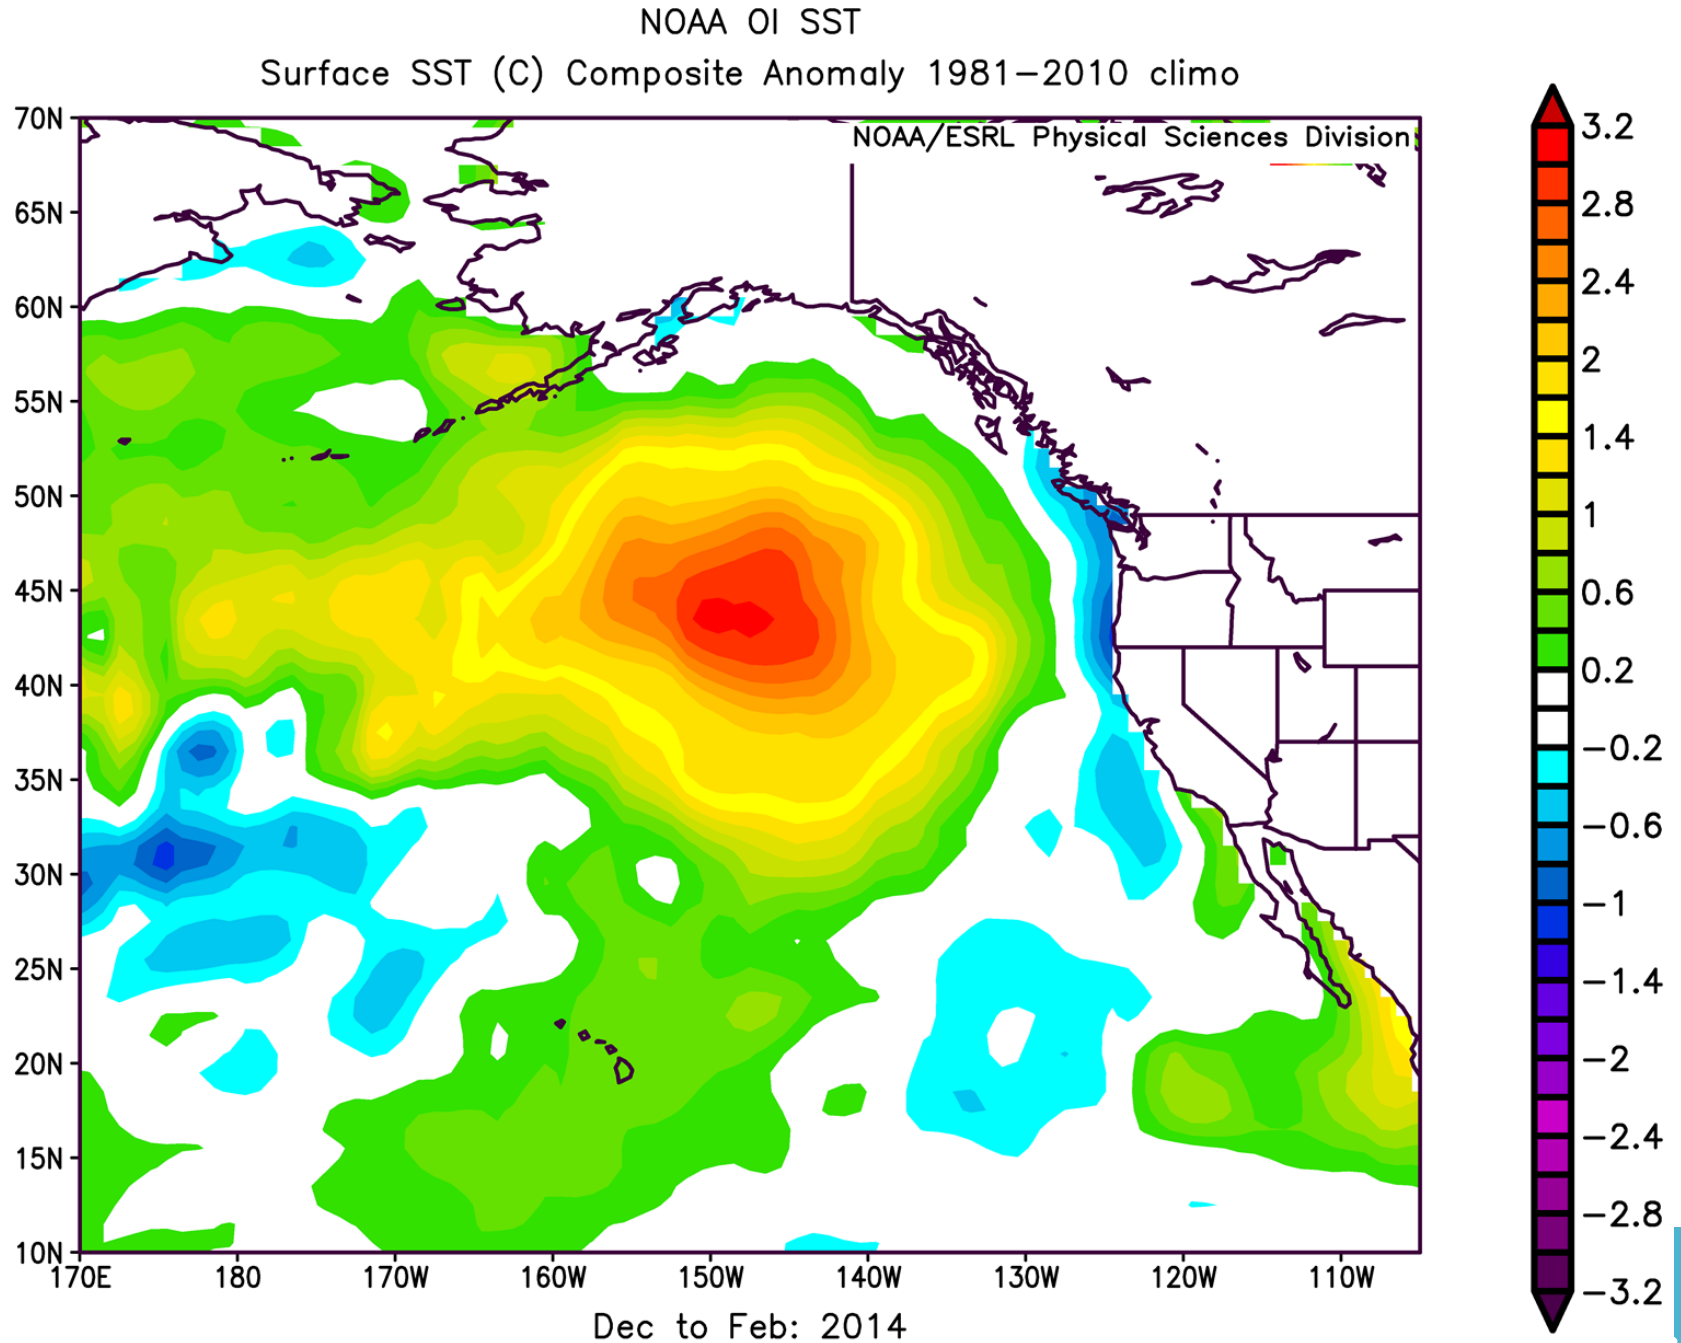 NOAA OI SST
Surface SST (C) Composite Anomaly 1981-2010 climo
NOAA/ESRL Physical Sciences Division
70N
65N
60N
55N
50N
45N
40N
35N
30N
25N
20N
15N
10N
170E 180 170W 160W 150W 140W 130W 120W 110W
Dec to Feb: 2014
3.2
2.8
2.4
2
1.4
1
0.6
0.2
-0.2
-0.6
-1
-1.4
-2
-2.4
-2.8
-3.2